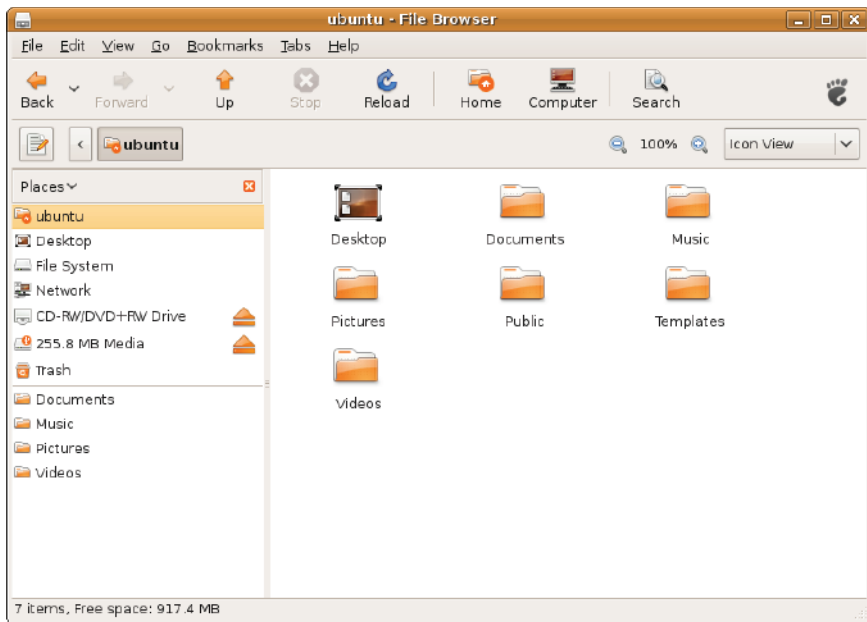 ubuntu - File Browser
File Edit View Go Bookmarks Tabs Help
Back Forward Up Stop Reload Home Computer Search
ubuntu 100% Icon View
Places
ubuntu
Desktop
File System
Network
CD-RW/DVD+RW Drive
255.8 MB Media
Trash
Documents
Music
Pictures
Videos
Desktop Documents Music
Pictures Public Templates
Videos
7 items, Free space: 917.4 MB